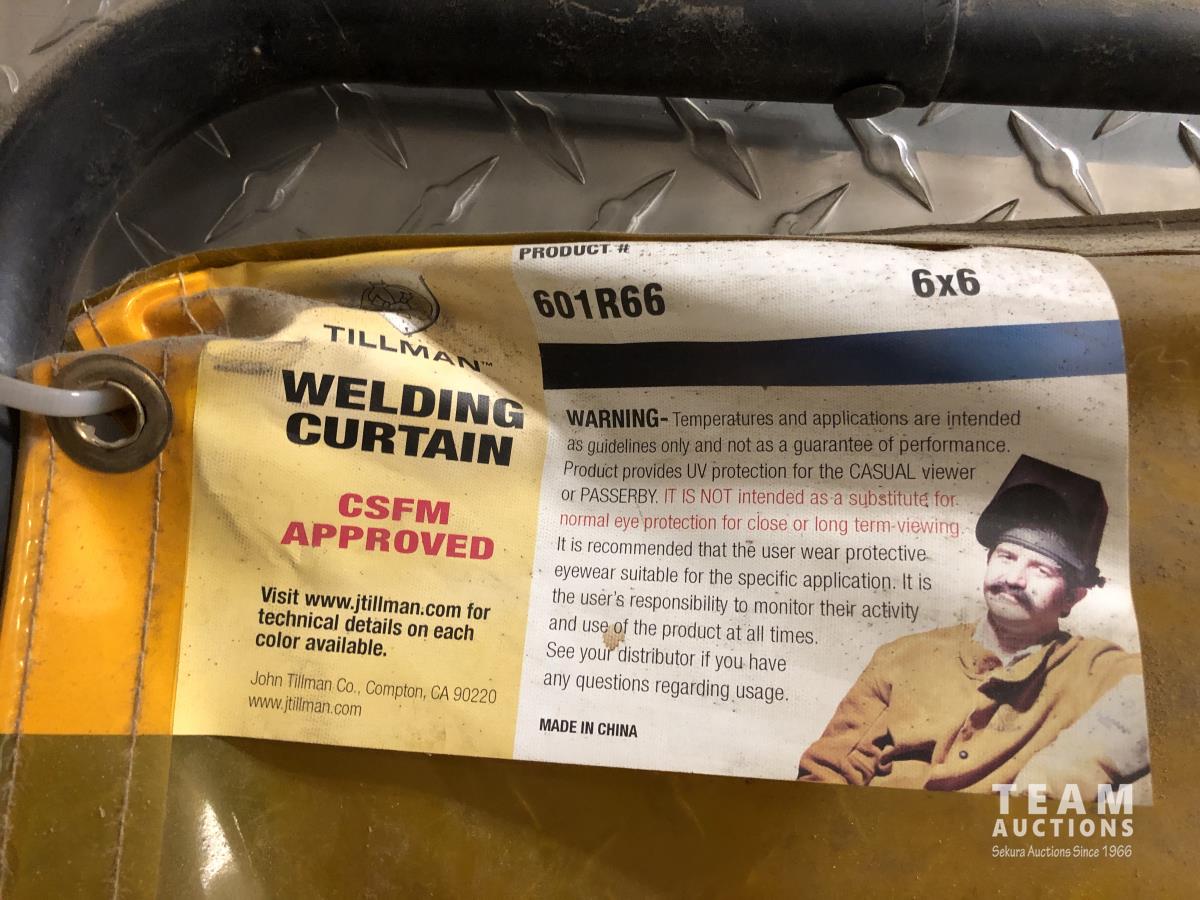 PRODUCT #
601R66
6x6
TILLMAN™
WELDING
CURTAIN
CSFM
APPROVED
Visit www.jtillman.com for
technical details on each
color available.
John Tillman Co., Compton, CA 90220
www.jtillman.com
WARNING- Temperatures and applications are intended
as guidelines only and not as a guarantee of performance.
Product provides UV protection for the CASUAL viewer
or PASSERBY. IT IS NOT intended as a substitute for
normal eye protection for close or long term-viewing.
It is recommended that the user wear protective
eyewear suitable for the specific application. It is
the user's responsibility to monitor their activity
and use of the product at all times.
See your distributor if you have
any questions regarding usage.
MADE IN CHINA
TEAM
AUCTIONS
Sekura Auctions Since 1966